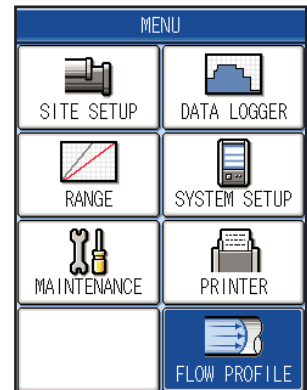 MENU
SITE SETUP
DATA LOGGER
RANGE
SYSTEM SETUP
MAINTENANCE
PRINTER
FLOW PROFILE